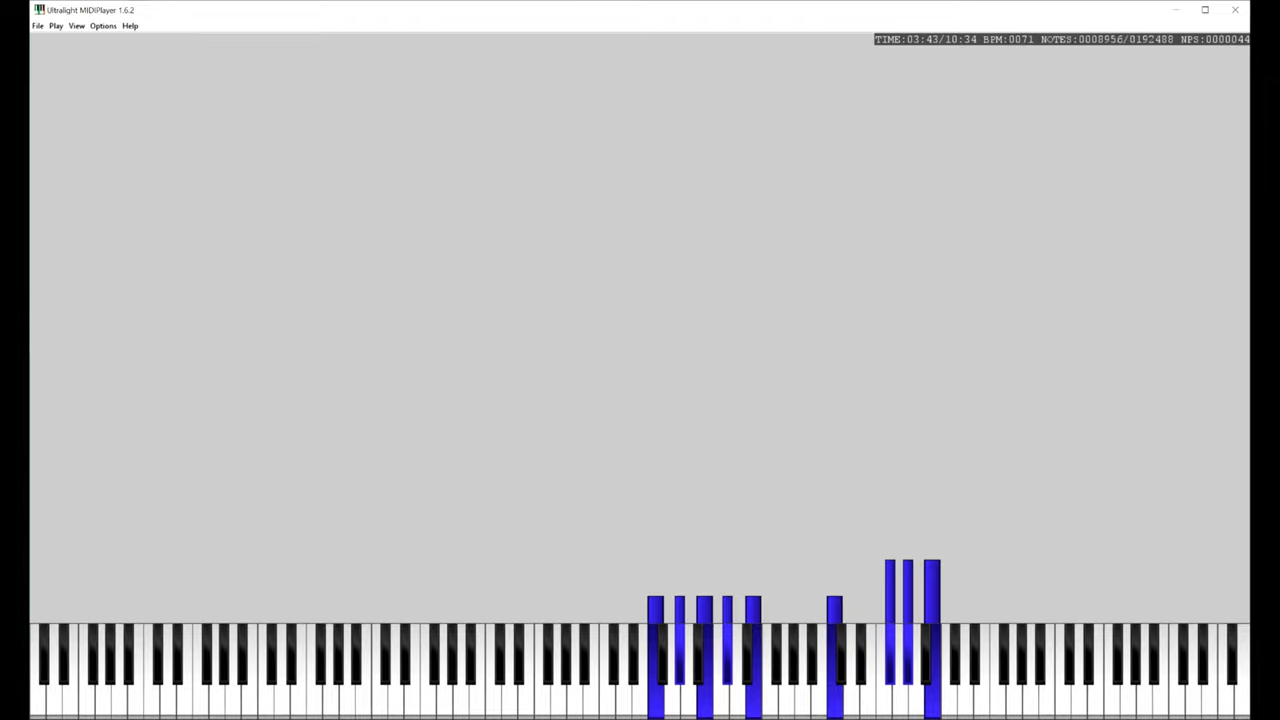 Ultralight MIDIPlayer 1.6.2
File Play View Options Help
TIME:03:43/10:34 BPM:0071 NOTES:0008956/0192488 NPS:0000044